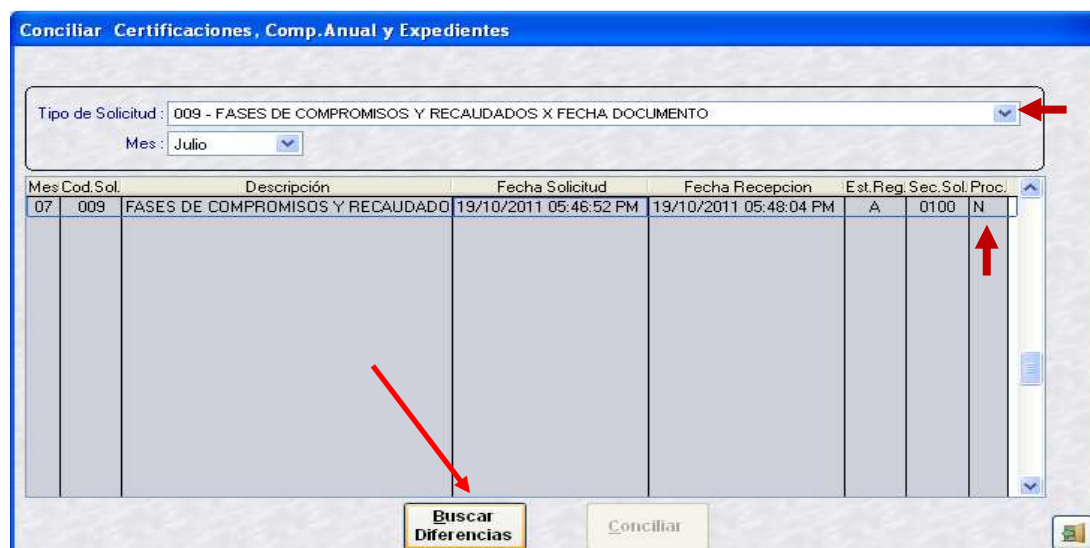 Conciliar Certificaciones, Comp.Anual y Expedientes
Tipo de Solicitud : 009 - FASES DE COMPROMISOS Y RECAUDADOS X FECHA DOCUMENTO
Mes : Julio
Mes Cod.Sol. Descripción Fecha Solicitud Fecha Recepcion Est.Reg. Sec.Sol. Proc.
07 009 FASES DE COMPROMISOS Y RECAUDADO 19/10/2011 05:46:52 PM 19/10/2011 05:48:04 PM A 0100 N
Buscar
Diferencias
Conciliar